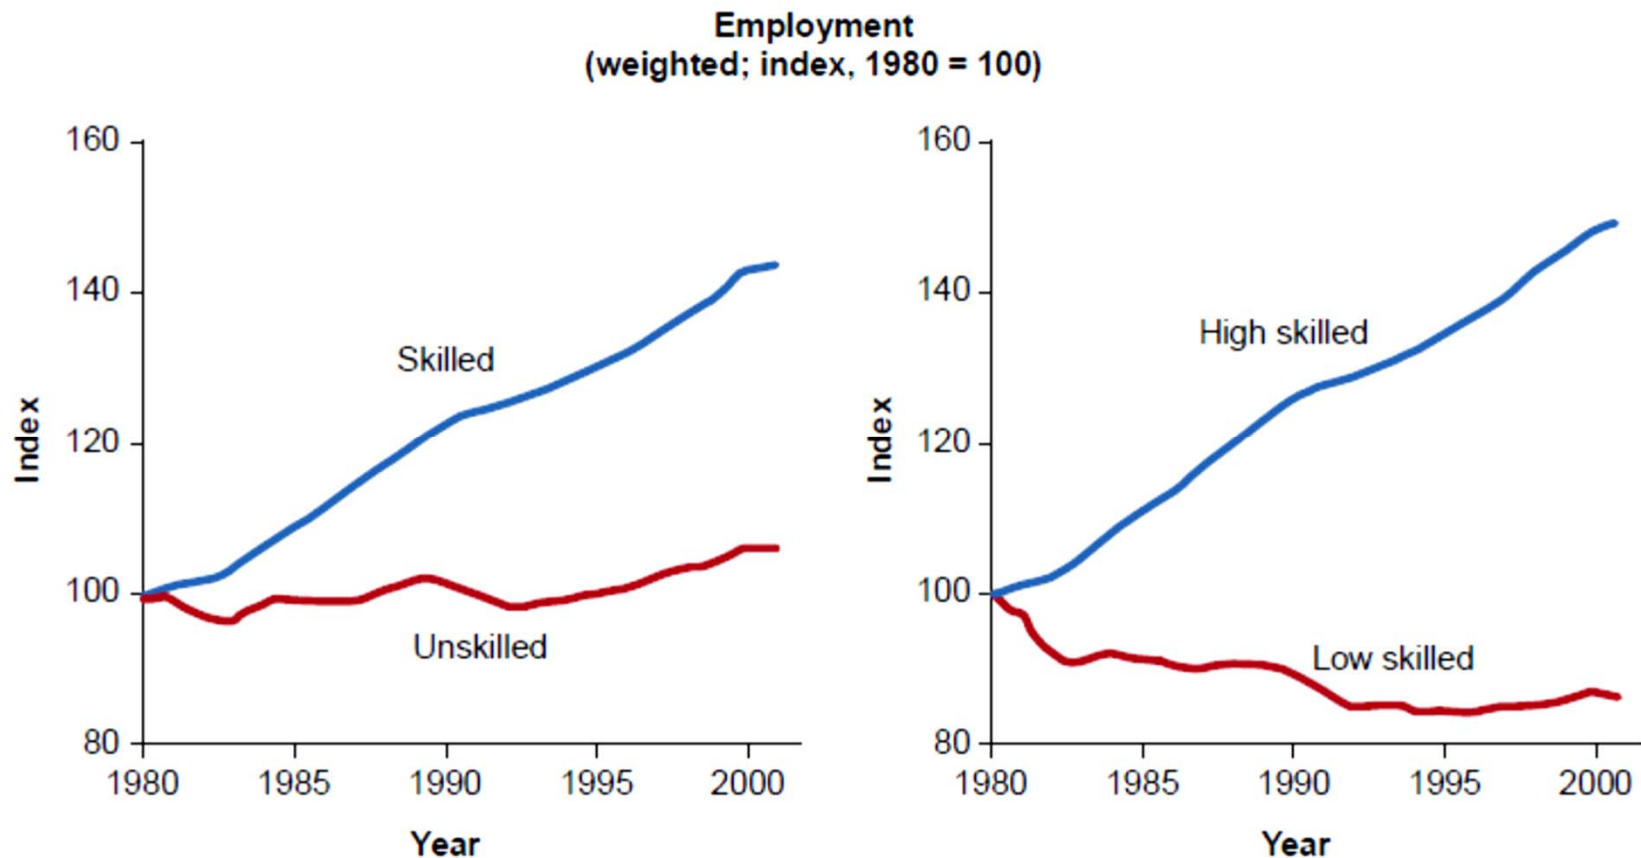 Employment
(weighted; index, 1980 = 100)
160
140
120
100
80
Index
Skilled
Unskilled
1980 1985 1990 1995 2000
Year
160
140
120
100
80
Index
High skilled
Low skilled
1980 1985 1990 1995 2000
Year